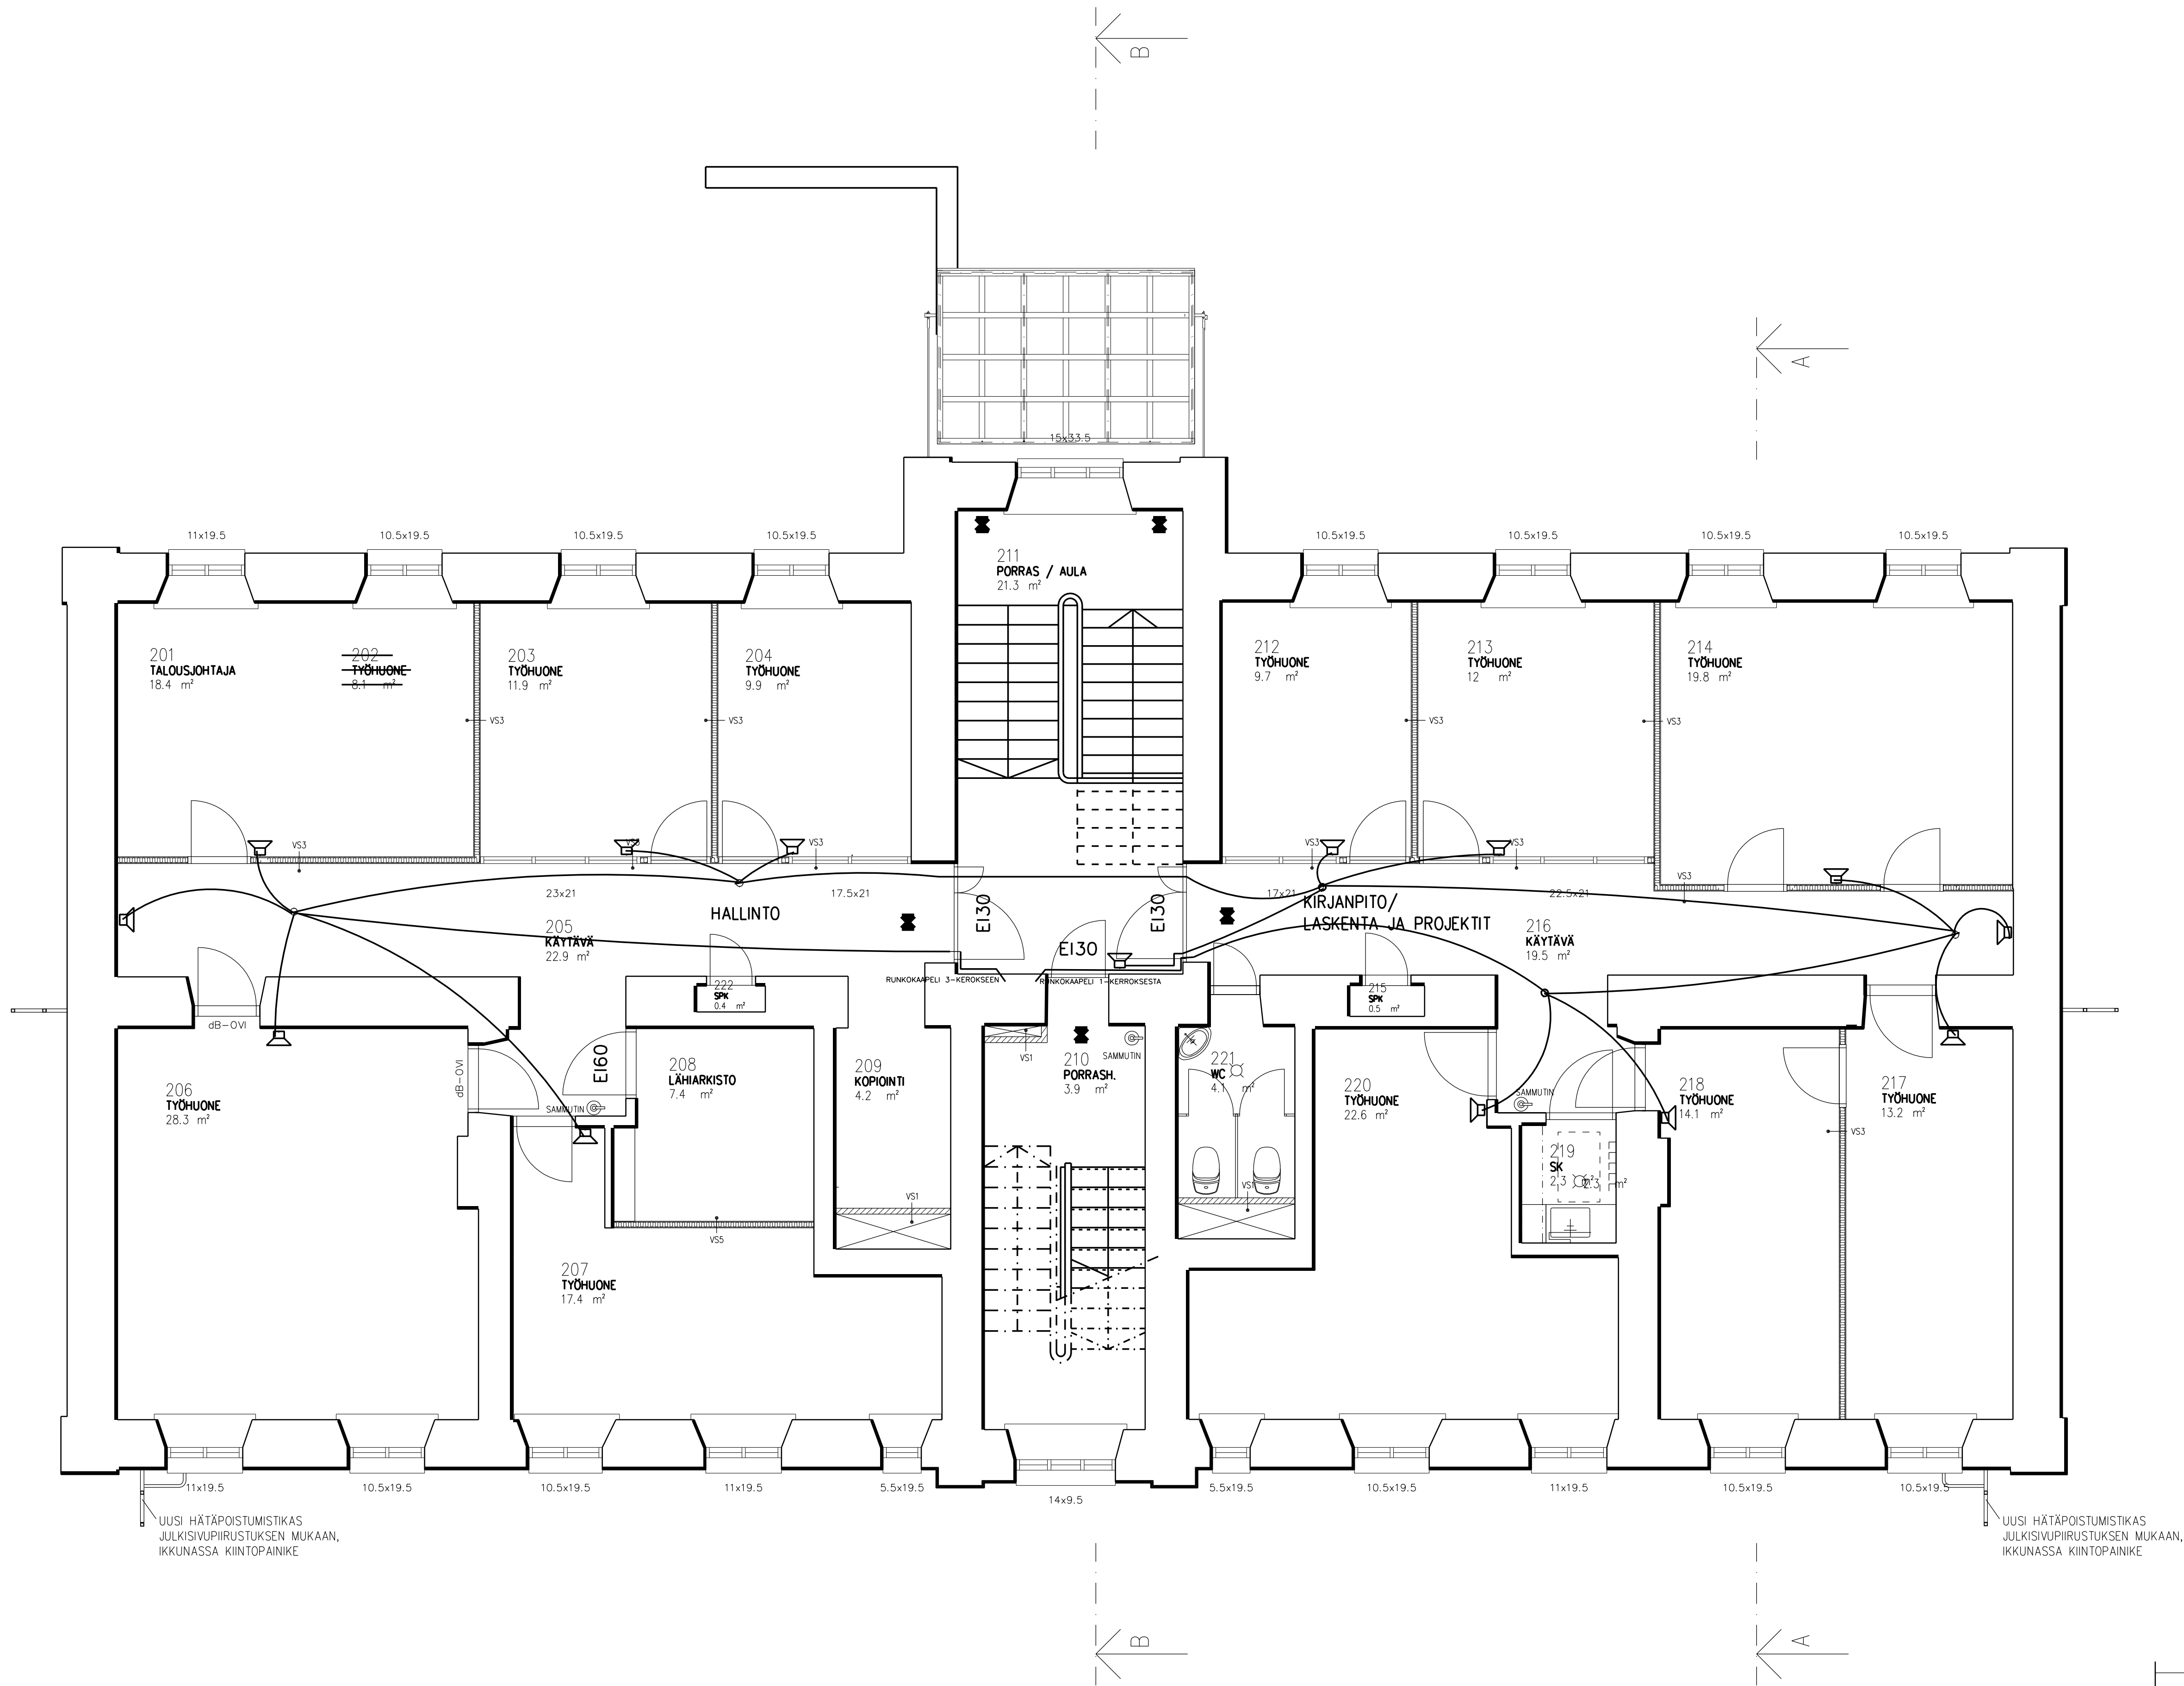 B
A
15x33.5
11x19.5
10.5x19.5
10.5x19.5
10.5x19.5
10.5x19.5
10.5x19.5
10.5x19.5
10.5x19.5
211
PORRAS / AULA
21.3 m²
201
TALOUSJOHTAJA
18.4 m²
202
TYÖHUONE
8.1 m²
203
TYÖHUONE
11.9 m²
204
TYÖHUONE
9.9 m²
212
TYÖHUONE
9.7 m²
213
TYÖHUONE
12 m²
214
TYÖHUONE
19.8 m²
VS3
VS3
VS3
VS3
VS3
VS3
VS3
VS3
VS3
VS3
23x21
17.5x21
17x21
22.5x21
HALLINTO
EI30
EI30
EI30
KIRJANPITO/
LASKENTA JA PROJEKTIT
205
KÄYTÄVÄ
22.9 m²
216
KÄYTÄVÄ
19.5 m²
RUNKOKAAPELI 3-KEROKSEEN
RUNKOKAAPELI 1-KERROKSESTA
222
SPK
0.4 m²
215
SPK
0.5 m²
dB-OVI
dB-OVI
EI60
SAMMUTIN
206
TYÖHUONE
28.3 m²
208
LÄHIARKISTO
7.4 m²
209
KOPIOINTI
4.2 m²
VS1
210
PORRASH.
3.9 m²
SAMMUTIN
221
WC
4.1 m²
220
TYÖHUONE
22.6 m²
SAMMUTIN
218
TYÖHUONE
14.1 m²
217
TYÖHUONE
13.2 m²
VS3
219
SK
2.3 m²
2.3 m²
VS1
VS1
VS5
207
TYÖHUONE
17.4 m²
11x19.5
10.5x19.5
10.5x19.5
11x19.5
5.5x19.5
14x9.5
5.5x19.5
10.5x19.5
11x19.5
10.5x19.5
10.5x19.5
UUSI HÄTÄPOISTUMISTIKAS
JULKISIVUPIIRUSTUKSEN MUKAAN,
IKKUNASSA KIINTOPAINIKE
UUSI HÄTÄPOISTUMISTIKAS
JULKISIVUPIIRUSTUKSEN MUKAAN,
IKKUNASSA KIINTOPAINIKE
B
A